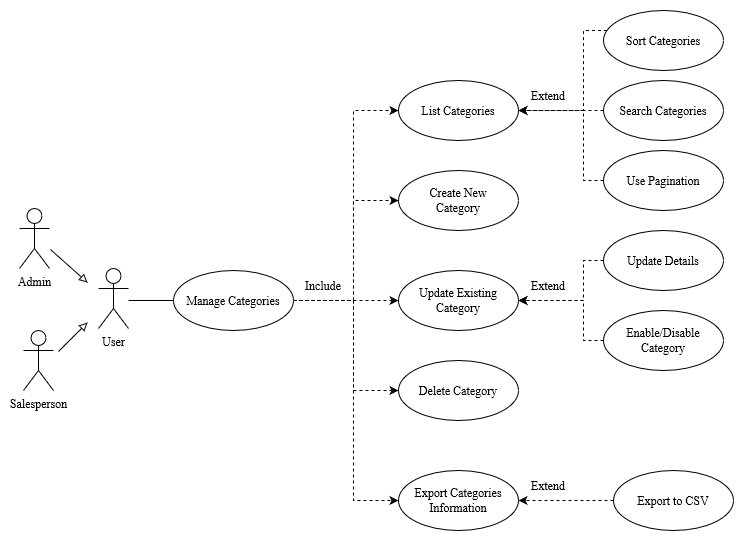 Sort Categories
Extend
List Categories
Search Categories
Use Pagination
Create New
Category
Admin
Manage Categories
Include
Update Existing
Category
Extend
Update Details
Enable/Disable
Category
User
Salesperson
Delete Category
Export Categories
Information
Extend
Export to CSV